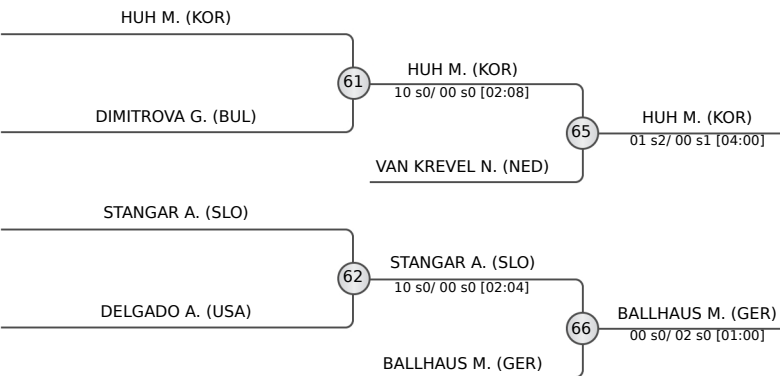 HUH M. (KOR)
61
HUH M. (KOR)
10 s0/ 00 s0 [02:08]
DIMITROVA G. (BUL)
65
HUH M. (KOR)
01 s2/ 00 s1 [04:00]
VAN KREVEL N. (NED)
STANGAR A. (SLO)
62
STANGAR A. (SLO)
10 s0/ 00 s0 [02:04]
DELGADO A. (USA)
66
BALLHAUS M. (GER)
00 s0/ 02 s0 [01:00]
BALLHAUS M. (GER)